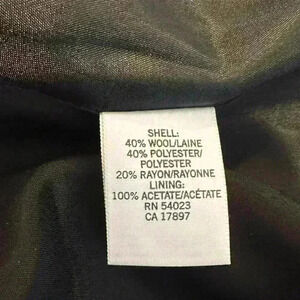 SHELL:
40% WOOL/LAINE
40% POLYESTER/
POLYESTER
20% RAYON/RAYONNE
LINING:
100% ACETATE/ACÉTATE
RN 54023
CA 17897